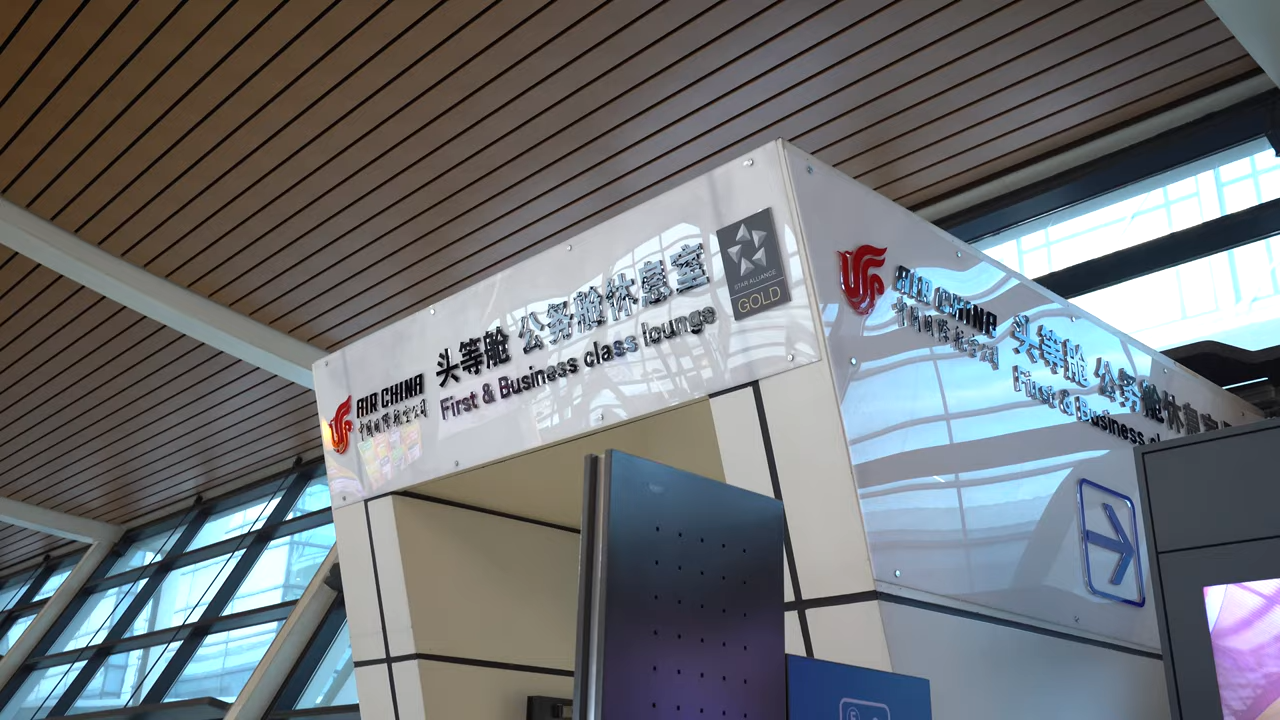 AIR CHINA
中国国际航空公司
头等舱 公务舱休息室
First & Business class lounge
STAR ALLIANCE
GOLD
AIR CHINA
中国国际航空公司
头等舱 公务舱休息室
First & Business cl